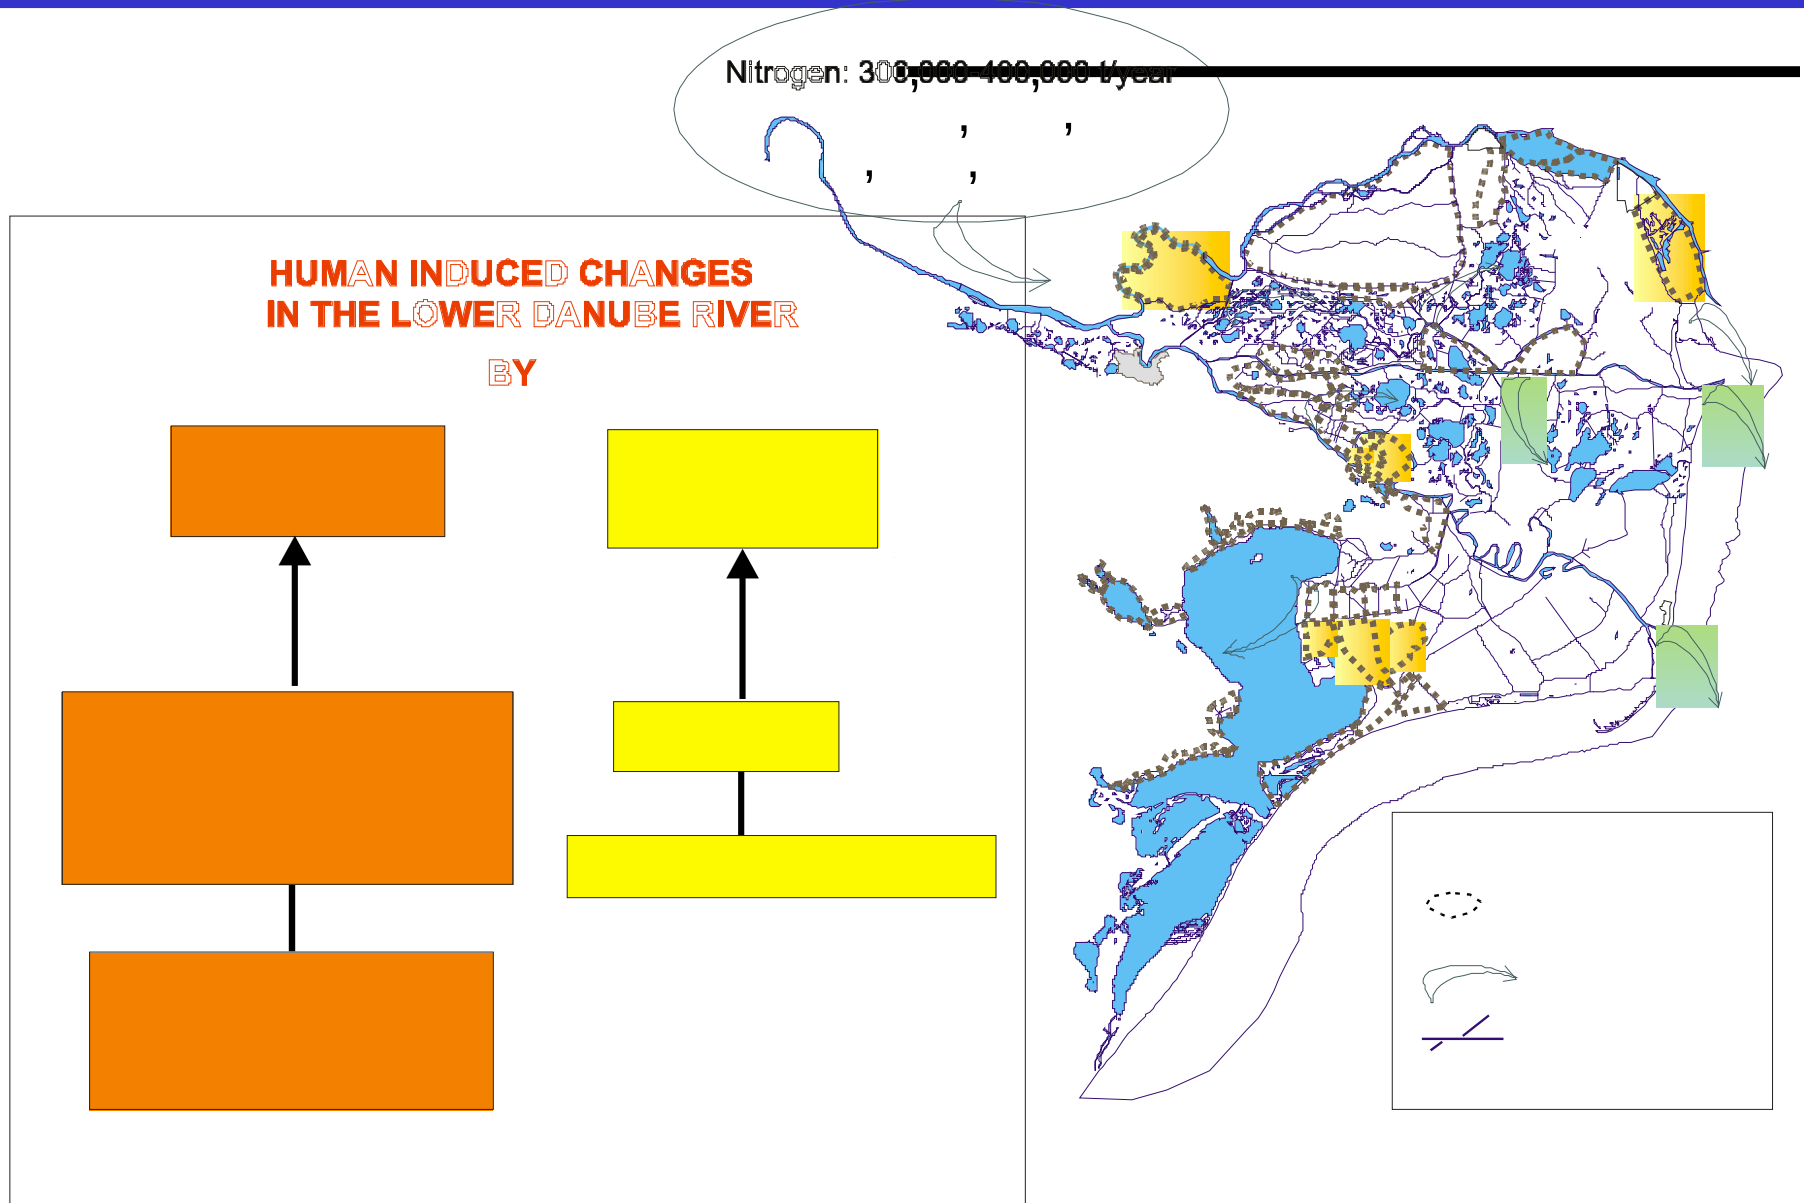 Nitrogen: 300,000-400,000 t/year
, ,
, ,
HUMAN INDUCED CHANGES
IN THE LOWER DANUBE RIVER
BY